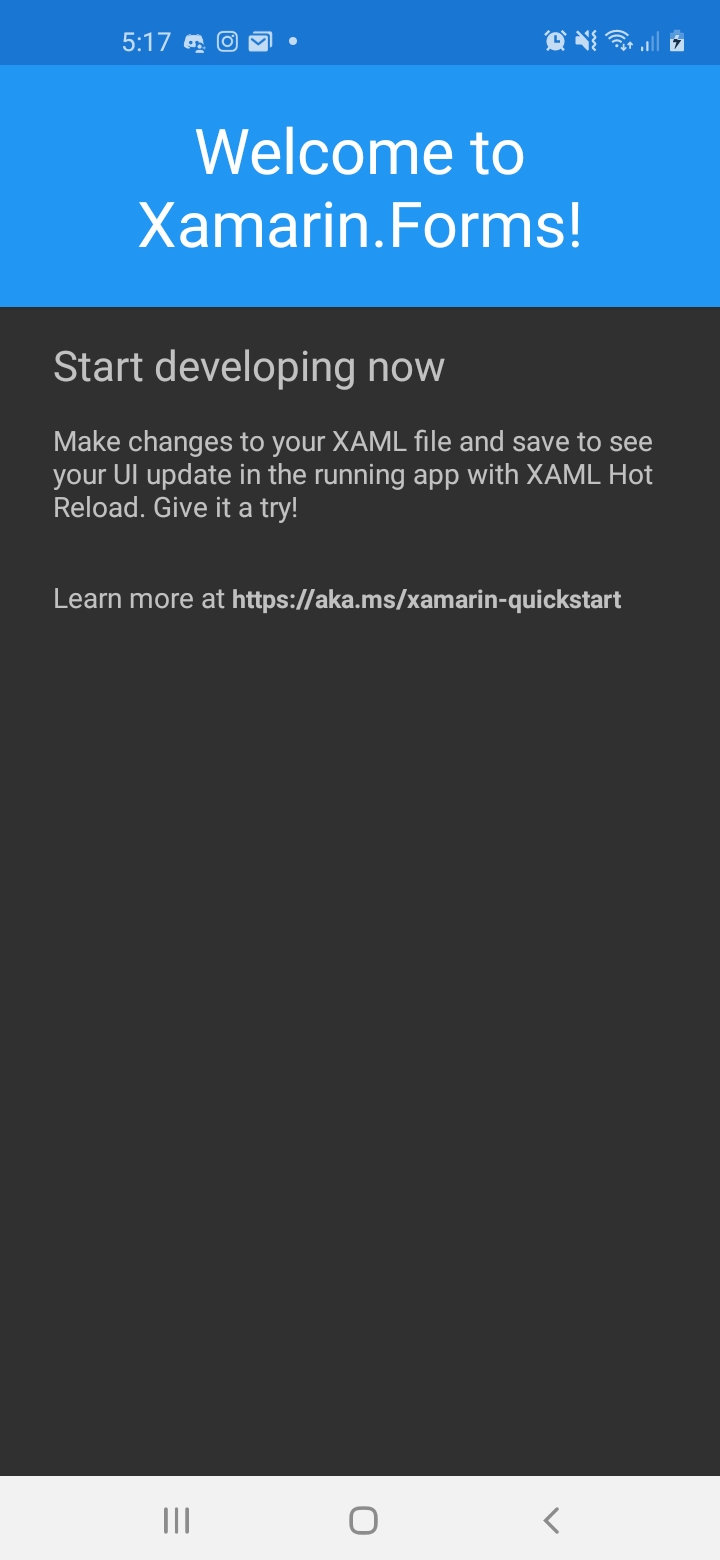 5:17
Welcome to
Xamarin.Forms!
Start developing now
Make changes to your XAML file and save to see
your UI update in the running app with XAML Hot
Reload. Give it a try!
Learn more at https://aka.ms/xamarin-quickstart